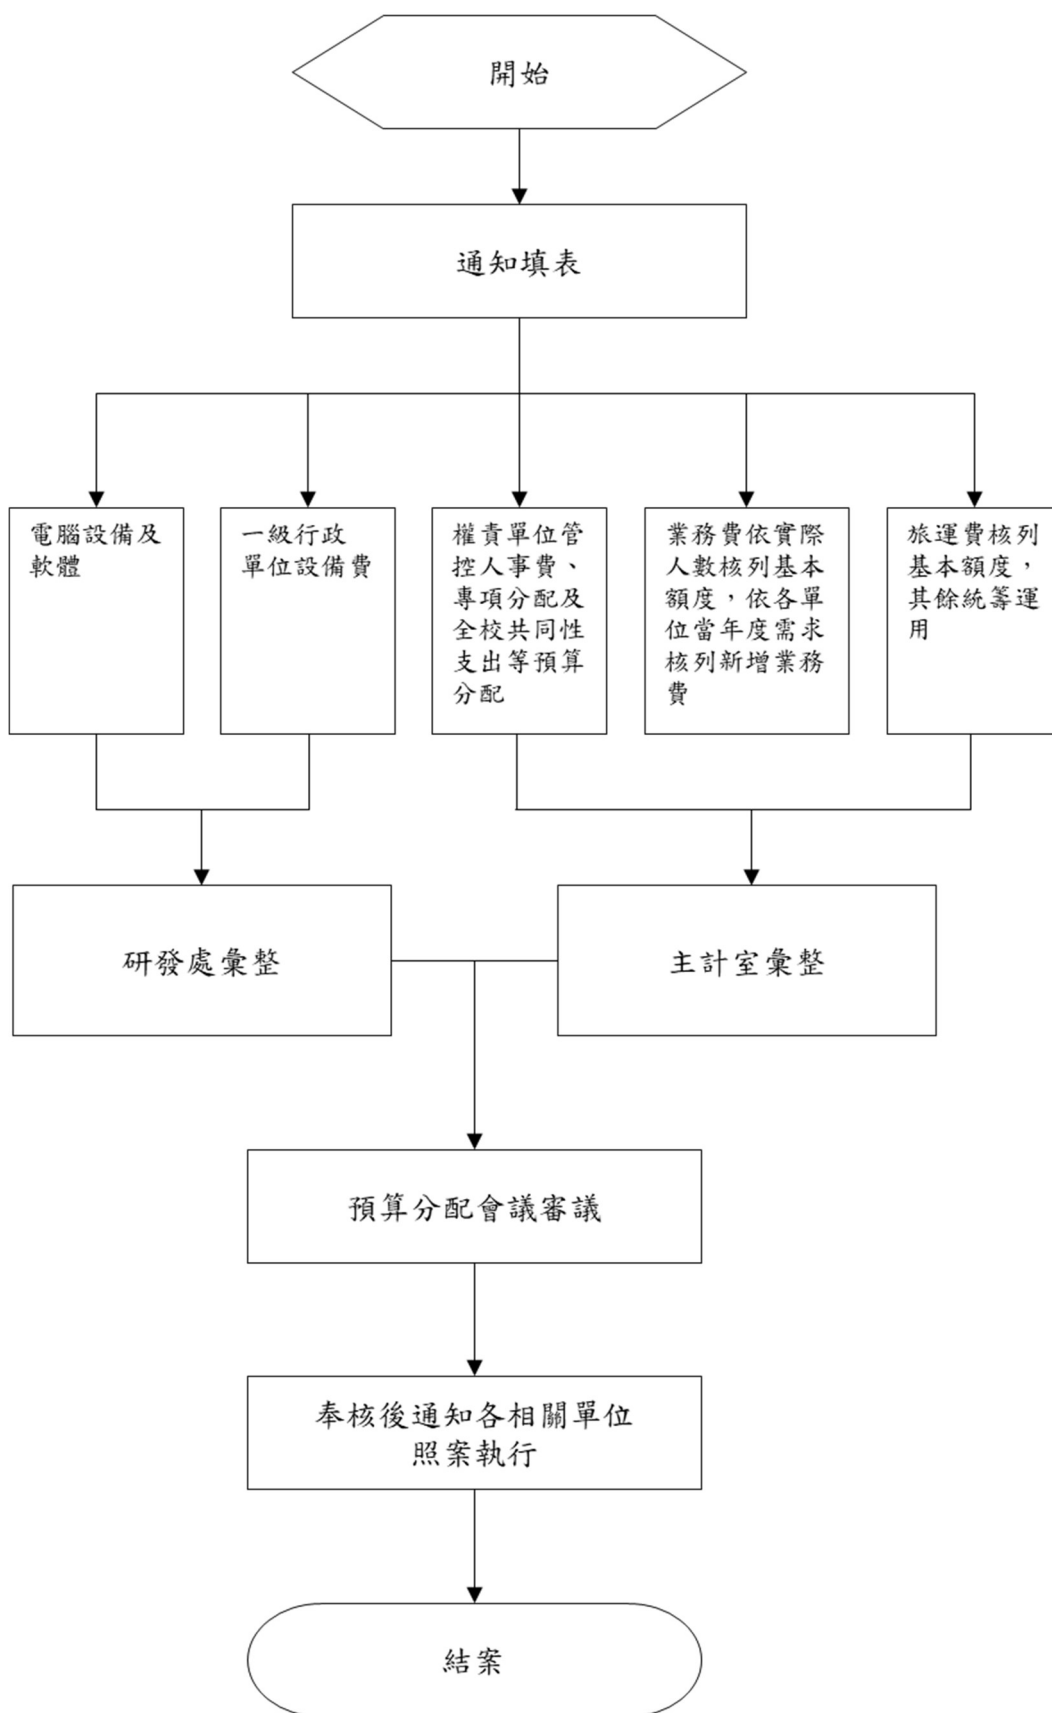 開始
通知填表
電腦設備及
軟體
一級行政
單位設備費
權責單位管
控人事費、
專項分配及
全校共同性
支出等預算
分配
業務費依實際
人數核列基本
額度，依各單
位當年度需求
核列新增業務
費
旅運費核列
基本額度，
其餘統籌運
用
研發處彙整
主計室彙整
預算分配會議審議
奉核後通知各相關單位
照案執行
結案